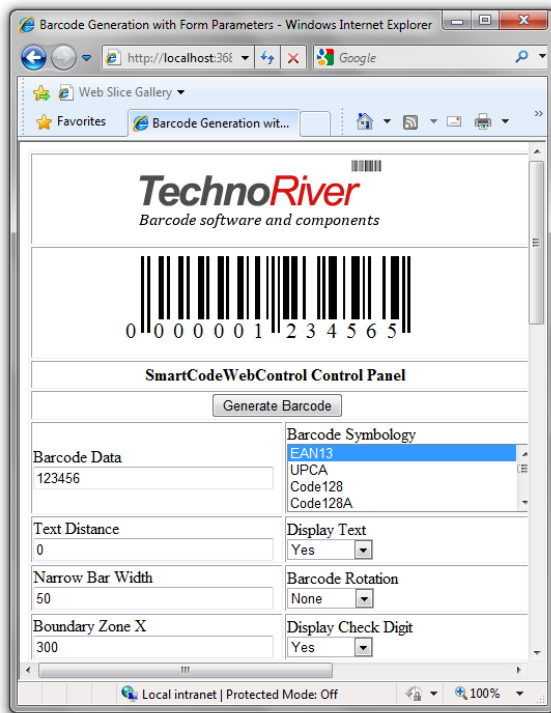 Barcode Generation with Form Parameters - Windows Internet Explorer
http://localhost:368
Google
Web Slice Gallery
Favorites
Barcode Generation wit...
TechnoRiver
Barcode software and components
0 000001 234565
SmartCodeWebControl Control Panel
Generate Barcode
Barcode Data
123456
Barcode Symbology
EAN13
UPCA
Code128
Code128A
Text Distance
0
Display Text
Yes
Narrow Bar Width
50
Barcode Rotation
None
Boundary Zone X
300
Display Check Digit
Yes
Local intranet | Protected Mode: Off
100%